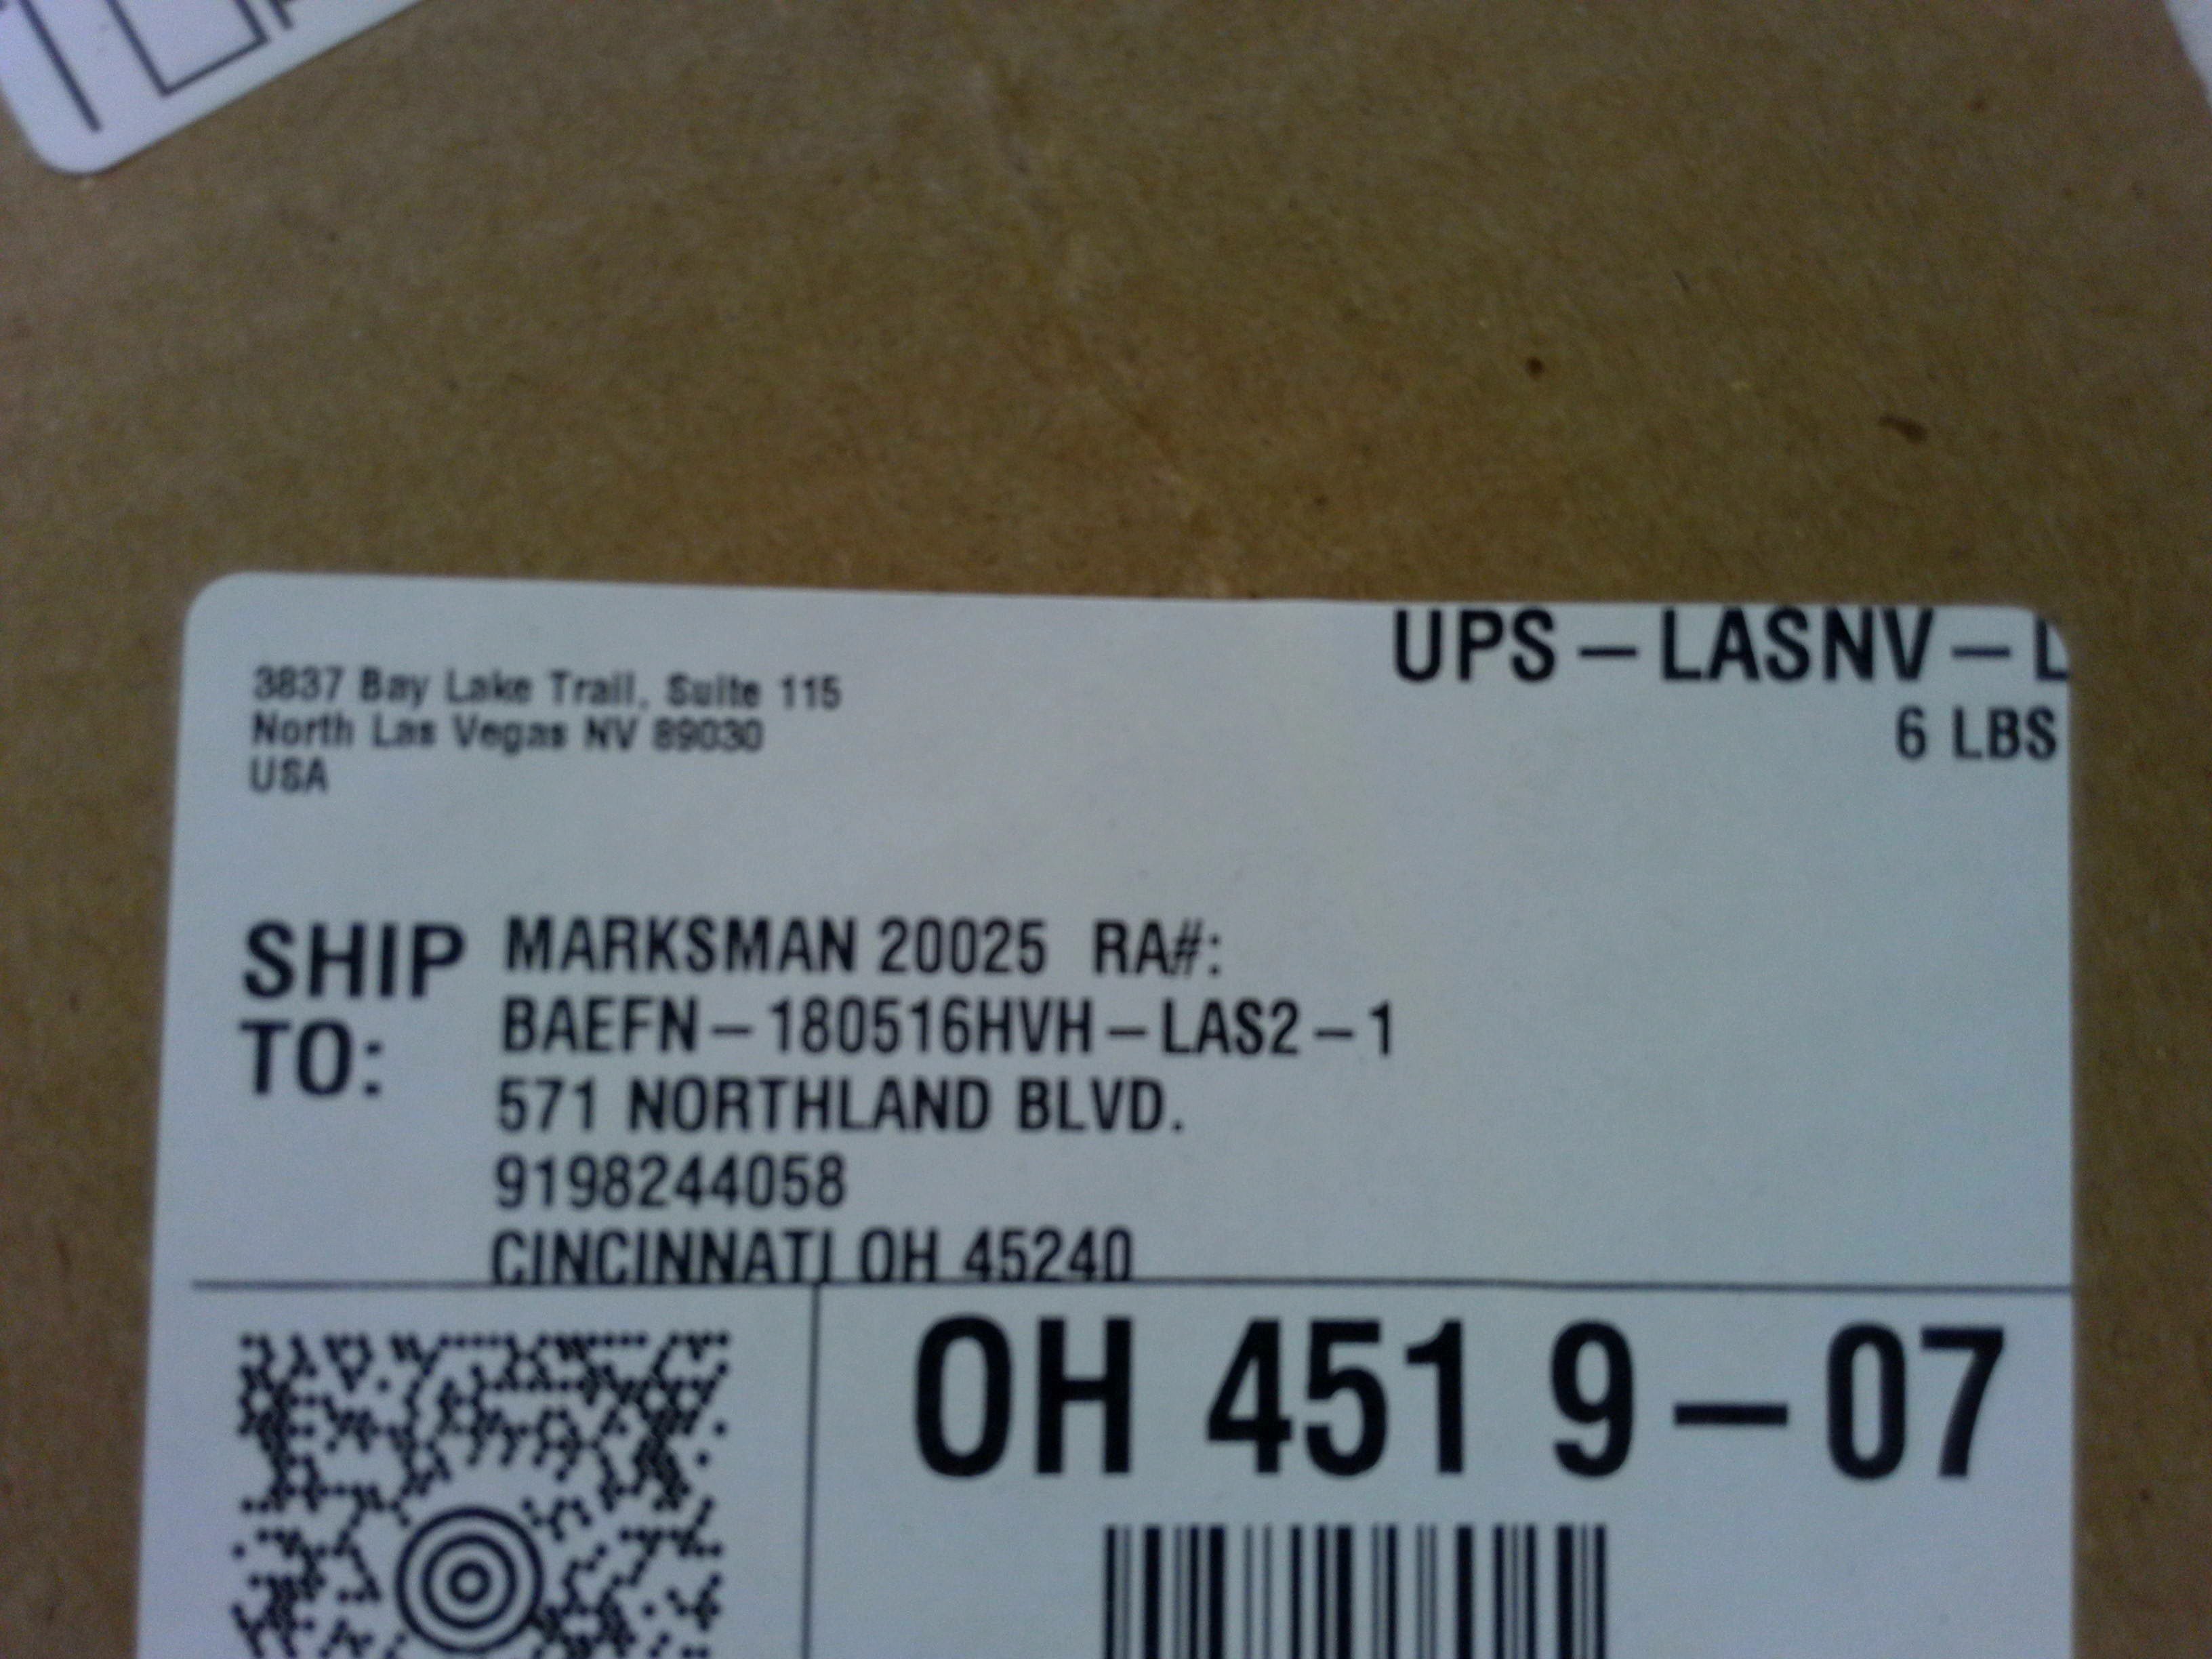 3837 Bay Lake Trail, Suite 115
North Las Vegas NV 89030
USA
UPS-LASNV-L
6 LBS
SHIP TO:
MARKSMAN 20025 RA#:
BAEFN-180516HVH-LAS2-1
571 NORTHLAND BLVD.
9198244058
CINCINNATI OH 45240
OH 451 9-07